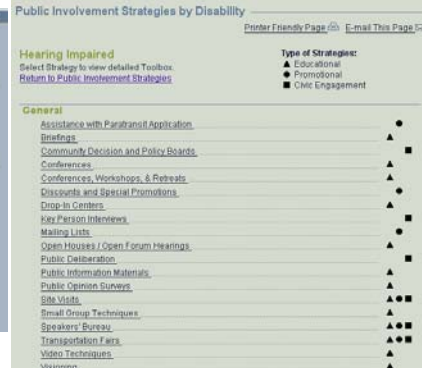 Public Involvement Strategies by Disability
Printer Friendly Page E-mail This Page
Hearing Impaired
Select Strategy to view detailed Toolbox.
Return to Public Involvement Strategies
Type of Strategies:
▲ Educational
● Promotional
■ Civic Engagement
General
Assistance with Paratransit Application ●
Briefings ▲
Community Decision and Policy Boards ■
Conferences ▲
Conferences, Workshops, & Retreats ▲
Discounts and Special Promotions ●
Drop-In Centers ▲
Key Person Interviews ■
Mailing Lists ●
Open Houses / Open Forum Hearings ▲
Public Deliberation ■
Public Information Materials ▲
Public Opinion Surveys ▲
Site Visits ▲●■
Small Group Techniques ▲
Speakers' Bureau ▲●■
Transportation Fairs ▲●■
Video Techniques ▲
Visioning ▲